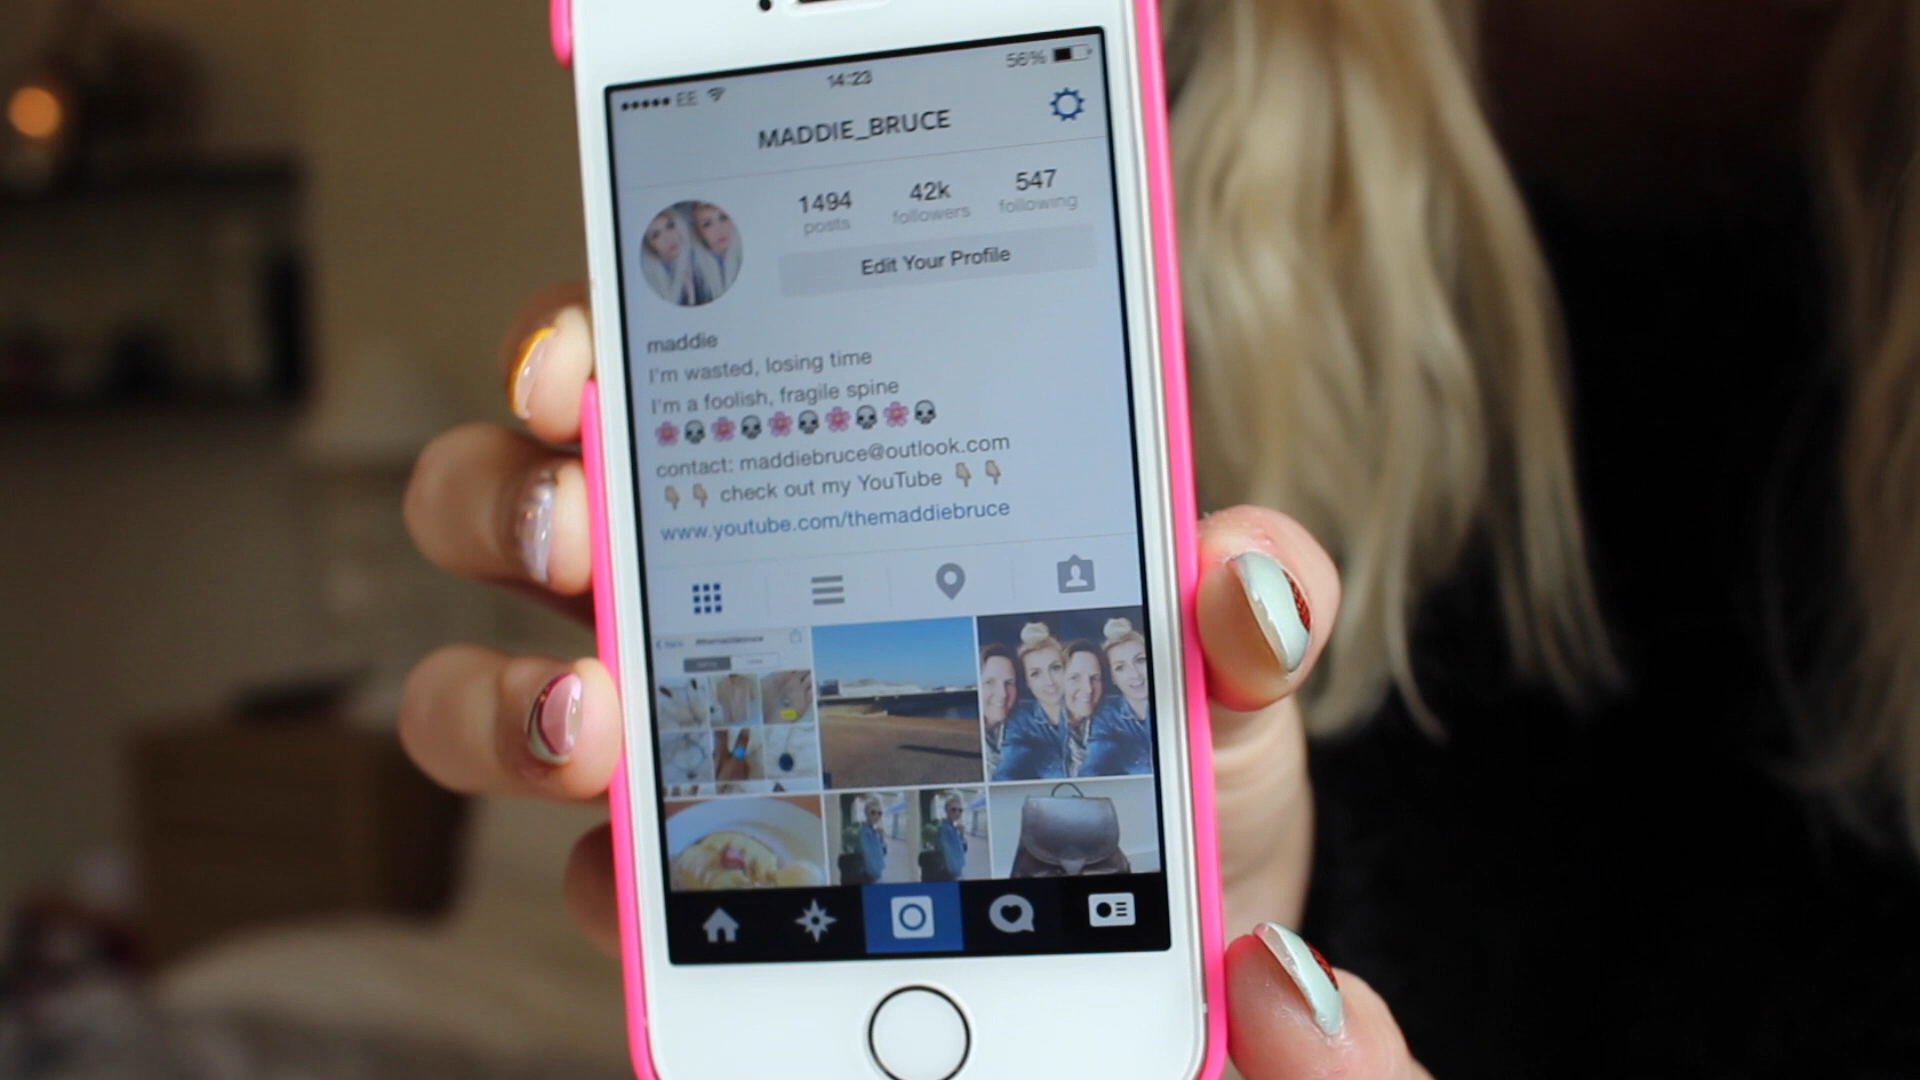 EE 14:23 56%
MADDIE_BRUCE
1494 42k 547
posts followers following
Edit Your Profile
maddie
I'm wasted, losing time
I'm a foolish, fragile spine
🌸💀🌸💀🌸💀🌸💀🌸💀
contact: maddiebruce@outlook.com
👇👇 check out my YouTube 👇👇
www.youtube.com/themaddiebruce
#themaddiebruce